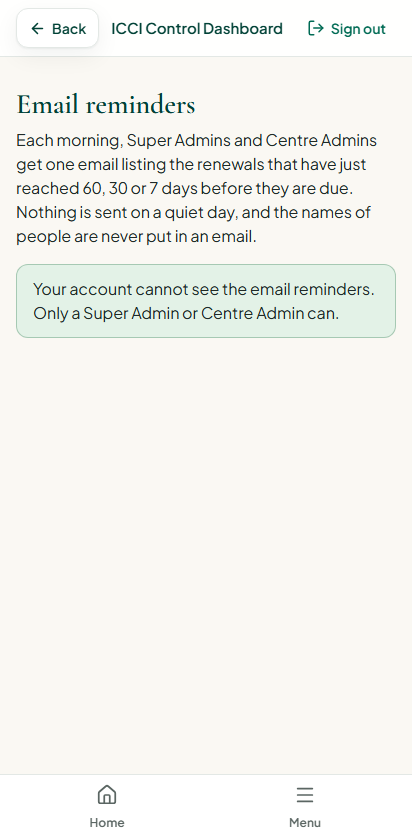 Back
ICCI Control Dashboard
Sign out
Email reminders
Each morning, Super Admins and Centre Admins
get one email listing the renewals that have just
reached 60, 30 or 7 days before they are due.
Nothing is sent on a quiet day, and the names of
people are never put in an email.
Your account cannot see the email reminders.
Only a Super Admin or Centre Admin can.
Home
Menu